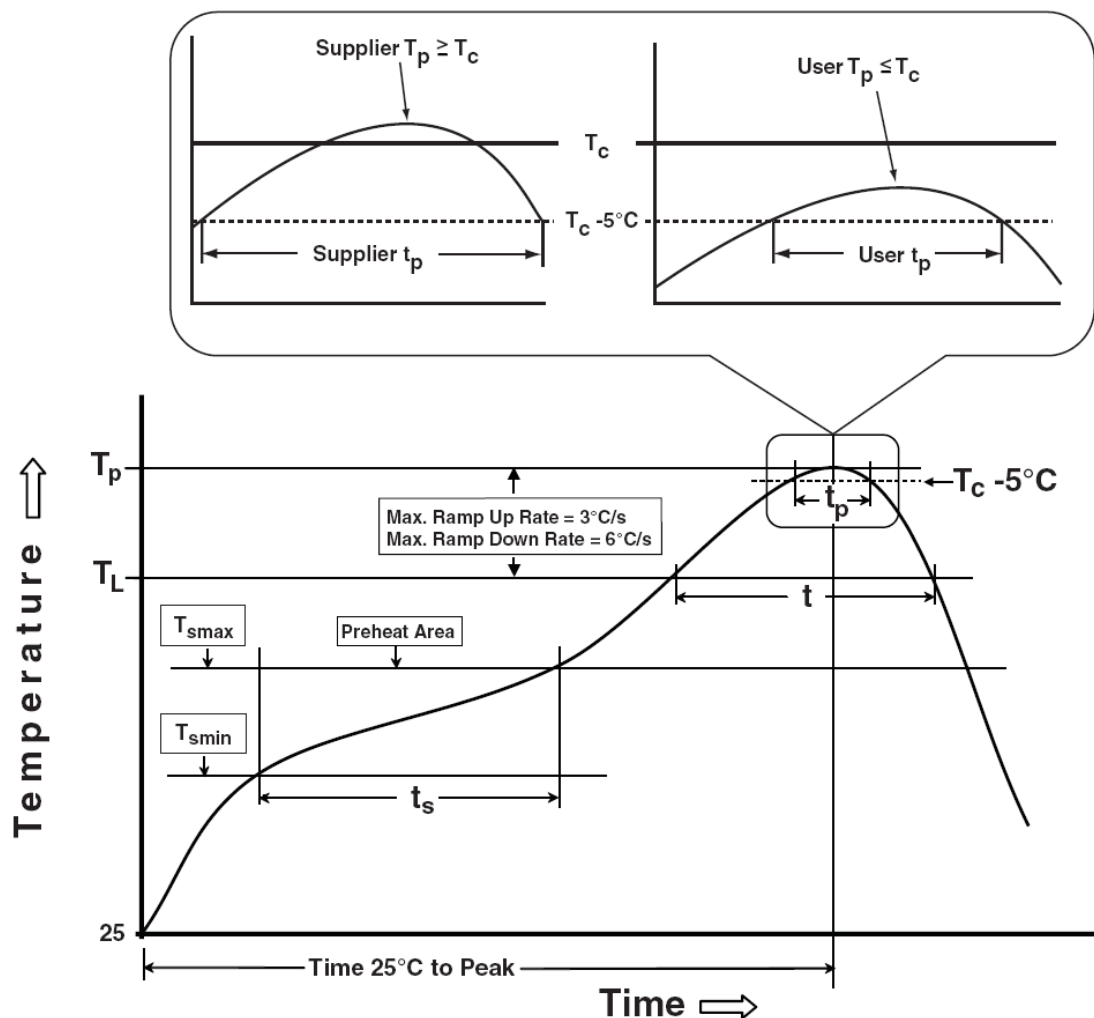 Supplier Tp ≥ Tc
User Tp ≤ Tc
Tc
Tc -5°C
Supplier tp
User tp
Tp
Tc -5°C
tp
Max. Ramp Up Rate = 3°C/s
Max. Ramp Down Rate = 6°C/s
TL
t
Tsmax
Preheat Area
Tsmin
ts
Temperature
25
Time 25°C to Peak
Time